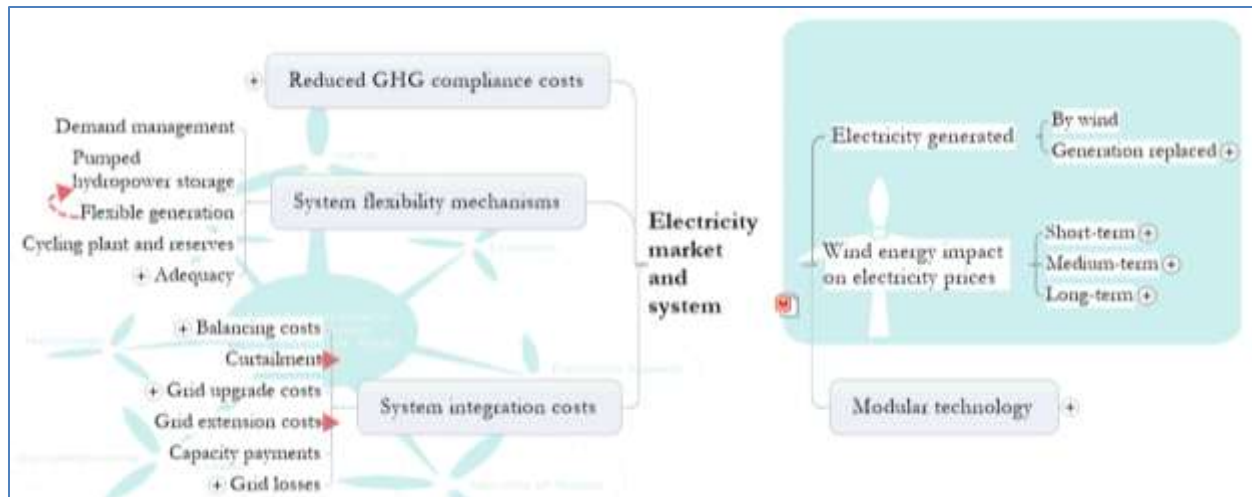 Reduced GHG compliance costs
Demand management
Pumped
hydropower storage
Flexible generation
Cycling plant and reserves
Adequacy
System flexibility mechanisms
Balancing costs
Curtailment
Grid upgrade costs
Grid extension costs
Capacity payments
Grid losses
System integration costs
Electricity
market
and
system
Electricity generated
By wind
Generation replaced
Wind energy impact
on electricity prices
Short-term
Medium-term
Long-term
Modular technology